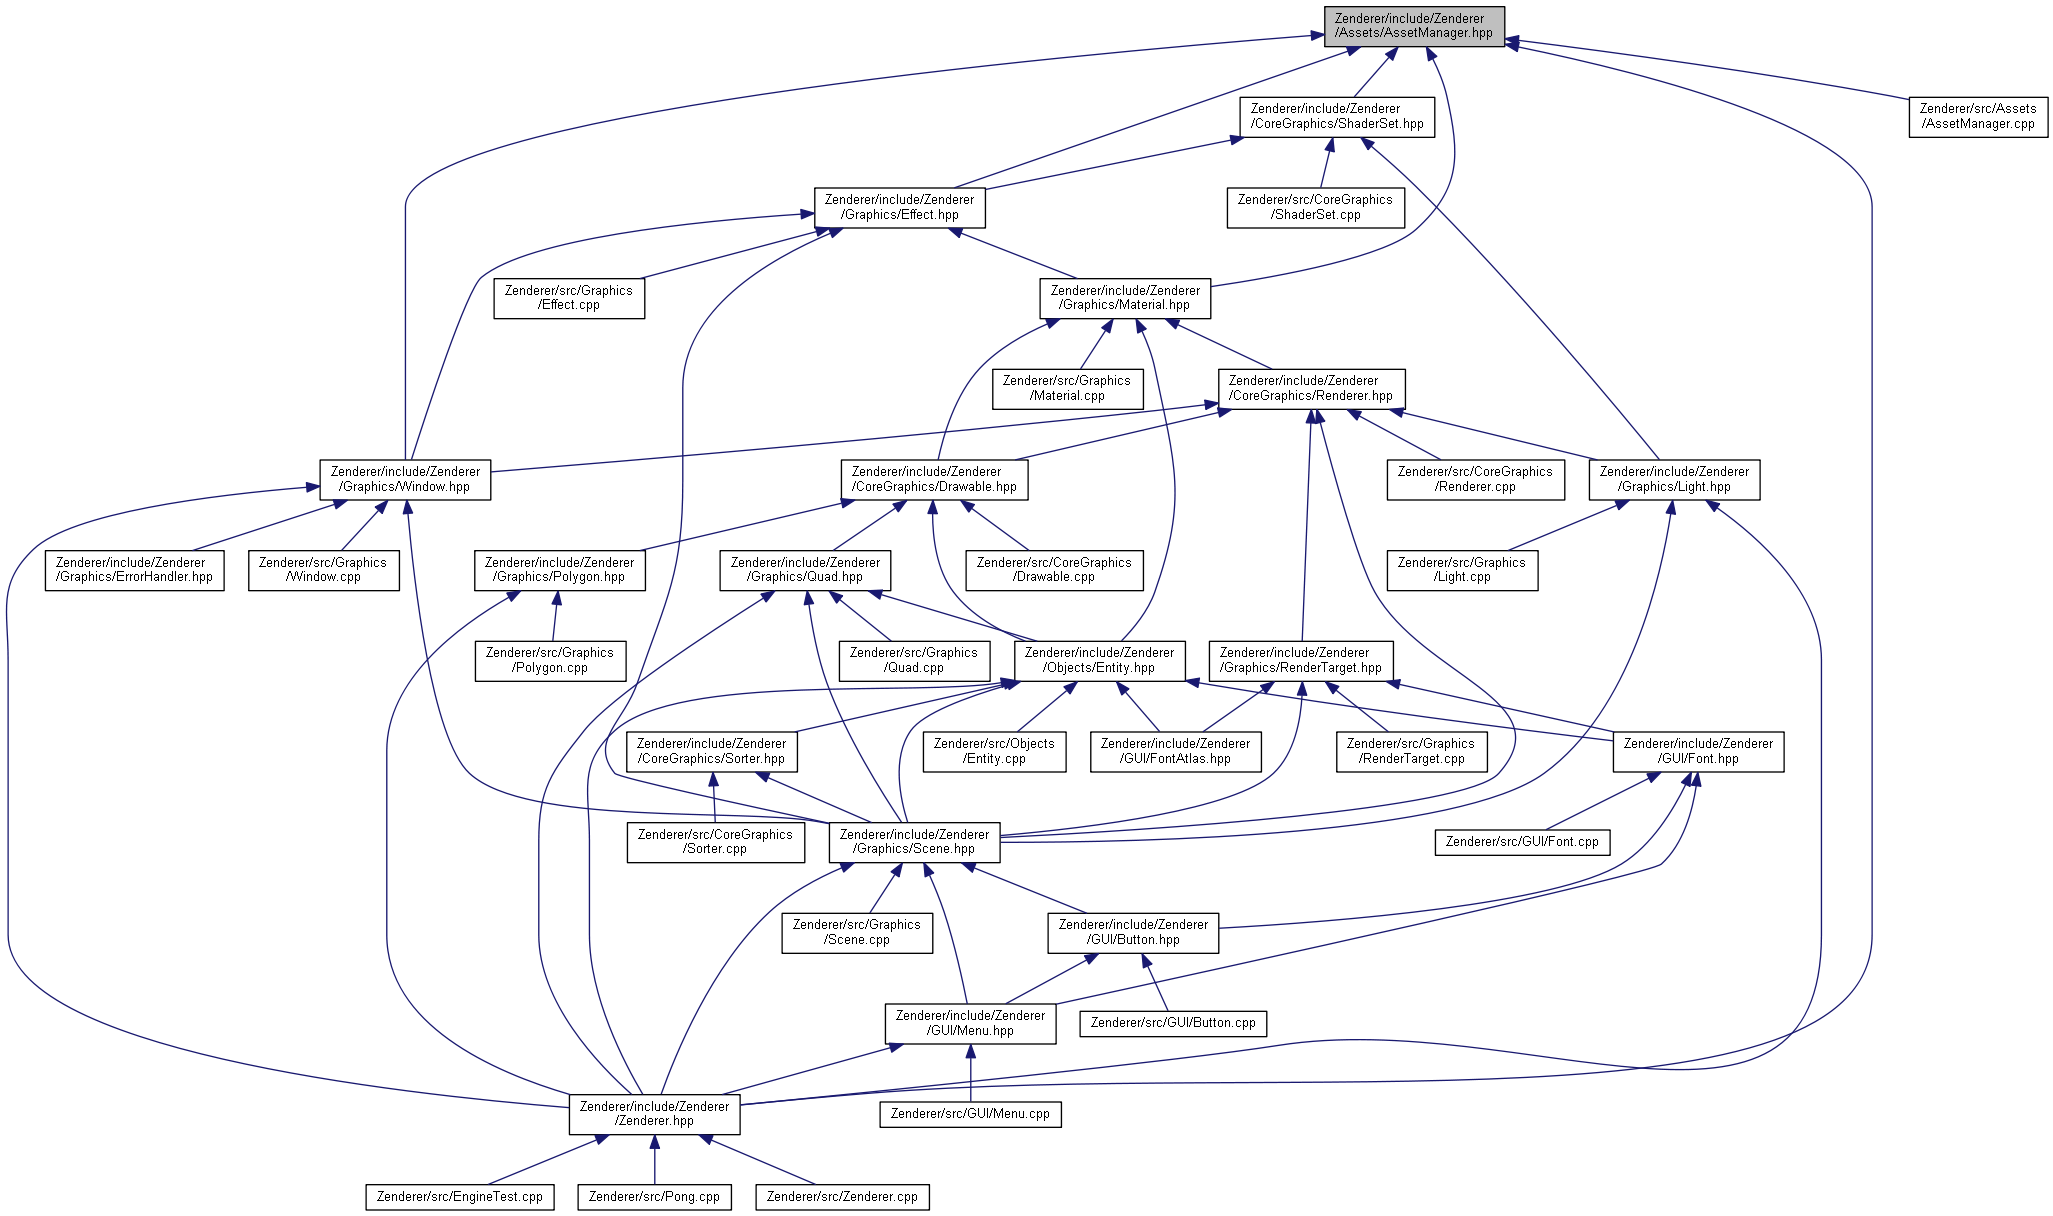 Zenderer/include/Zenderer
/Assets/AssetManager.hpp
Zenderer/include/Zenderer
/CoreGraphics/ShaderSet.hpp
Zenderer/src/Assets
/AssetManager.cpp
Zenderer/include/Zenderer
/Graphics/Effect.hpp
Zenderer/src/CoreGraphics
/ShaderSet.cpp
Zenderer/src/Graphics
/Effect.cpp
Zenderer/include/Zenderer
/Graphics/Material.hpp
Zenderer/src/Graphics
/Material.cpp
Zenderer/include/Zenderer
/CoreGraphics/Renderer.hpp
Zenderer/include/Zenderer
/Graphics/Window.hpp
Zenderer/include/Zenderer
/CoreGraphics/Drawable.hpp
Zenderer/src/CoreGraphics
/Renderer.cpp
Zenderer/include/Zenderer
/Graphics/Light.hpp
Zenderer/include/Zenderer
/Graphics/ErrorHandler.hpp
Zenderer/src/Graphics
/Window.cpp
Zenderer/include/Zenderer
/Graphics/Polygon.hpp
Zenderer/include/Zenderer
/Graphics/Quad.hpp
Zenderer/src/CoreGraphics
/Drawable.cpp
Zenderer/src/Graphics
/Light.cpp
Zenderer/src/Graphics
/Polygon.cpp
Zenderer/src/Graphics
/Quad.cpp
Zenderer/include/Zenderer
/Objects/Entity.hpp
Zenderer/include/Zenderer
/Graphics/RenderTarget.hpp
Zenderer/include/Zenderer
/CoreGraphics/Sorter.hpp
Zenderer/src/Objects
/Entity.cpp
Zenderer/include/Zenderer
/GUI/FontAtlas.hpp
Zenderer/src/Graphics
/RenderTarget.cpp
Zenderer/include/Zenderer
/GUI/Font.hpp
Zenderer/src/CoreGraphics
/Sorter.cpp
Zenderer/include/Zenderer
/Graphics/Scene.hpp
Zenderer/src/GUI/Font.cpp
Zenderer/src/Graphics
/Scene.cpp
Zenderer/include/Zenderer
/GUI/Button.hpp
Zenderer/include/Zenderer
/GUI/Menu.hpp
Zenderer/src/GUI/Button.cpp
Zenderer/include/Zenderer
/Zenderer.hpp
Zenderer/src/GUI/Menu.cpp
Zenderer/src/EngineTest.cpp
Zenderer/src/Pong.cpp
Zenderer/src/Zenderer.cpp